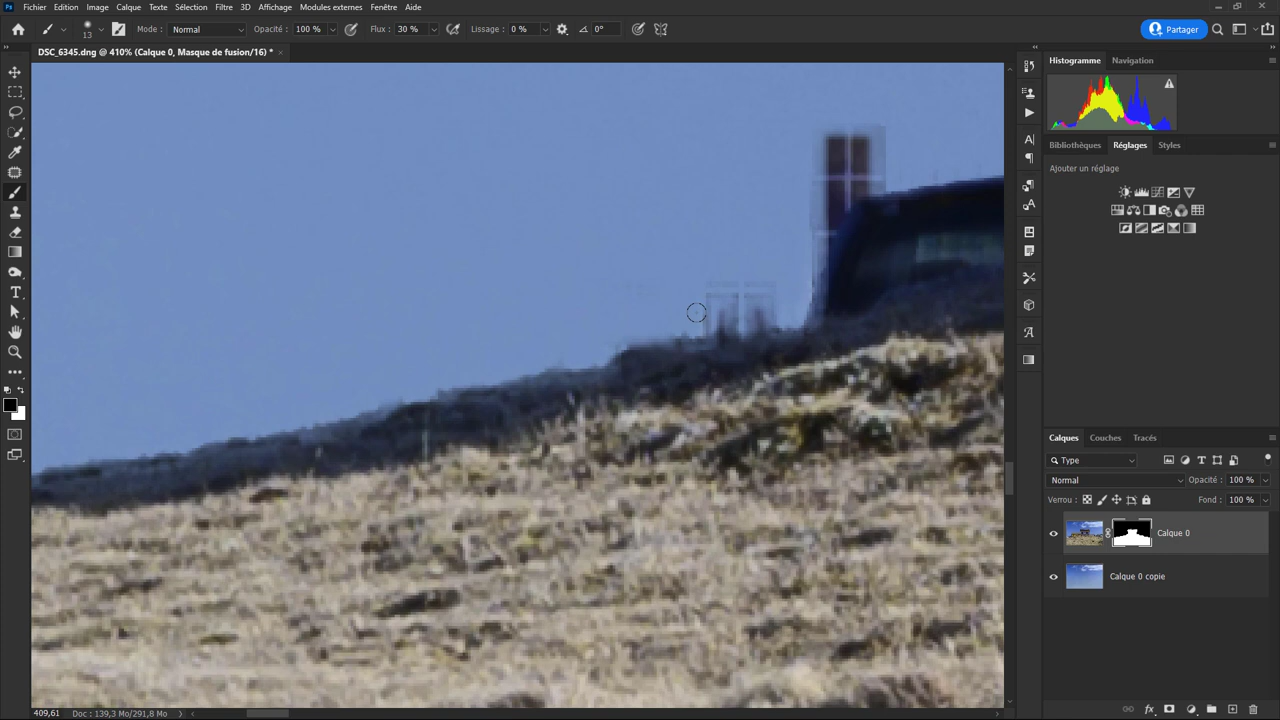 Ps Fichier Edition Image Calque Texte Sélection Filtre 3D Affichage Modules externes Fenêtre Aide
13 Mode : Normal Opacité : 100 % Flux : 30 % Lissage : 0 % 0° Partager
DSC_6345.dng @ 410% (Calque 0, Masque de fusion/16) *
Histogramme Navigation
Bibliothèques Réglages Styles
Ajouter un réglage
Calques Couches Tracés
Type
Normal Opacité : 100 %
Verrou : Fond : 100 %
Calque 0
Calque 0 copie
409,61 Doc : 139,3 Mo/291,8 Mo